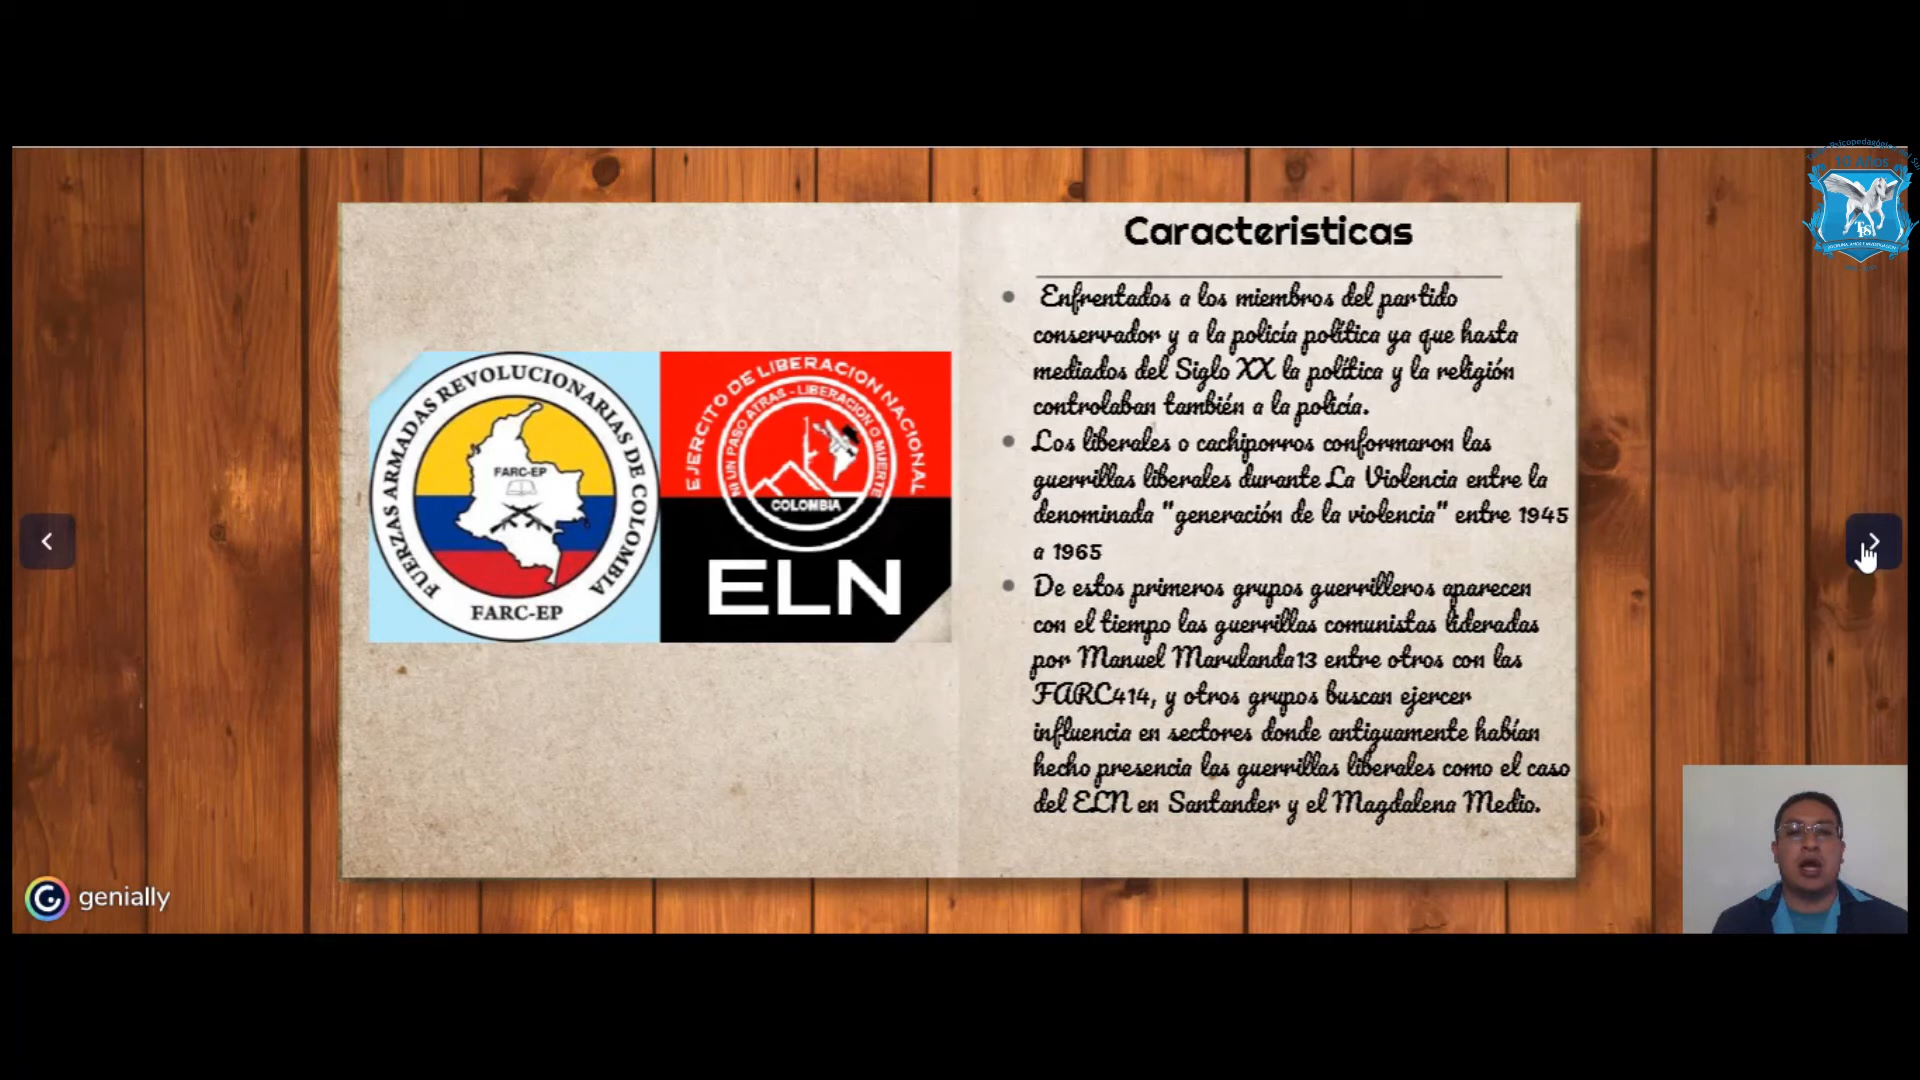 Caracteristicas
Enfrentados a los miembros del partido
conservador y a la policía política ya que hasta
mediados del Siglo XX la política y la religión
controlaban también a la policía.
Los liberales o cachiporros conformaron las
guerrillas liberales durante La Violencia entre la
denominada "generación de la violencia" entre 1945
a 1965
De estos primeros grupos guerrilleros aparecen
con el tiempo las guerrillas comunistas lideradas
por Manuel Marulanda13 entre otros con las
FARC414, y otros grupos buscan ejercer
influencia en sectores donde antiguamente habían
hecho presencia las guerrillas liberales como el caso
del ELN en Santander y el Magdalena Medio.
FUERZAS ARMADAS REVOLUCIONARIAS DE COLOMBIA
FARC-EP
FARC-EP
EJERCITO DE LIBERACION NACIONAL
NI UN PASO ATRAS - LIBERACION O MUERTE
COLOMBIA
ELN
10 Años
TPS
genially